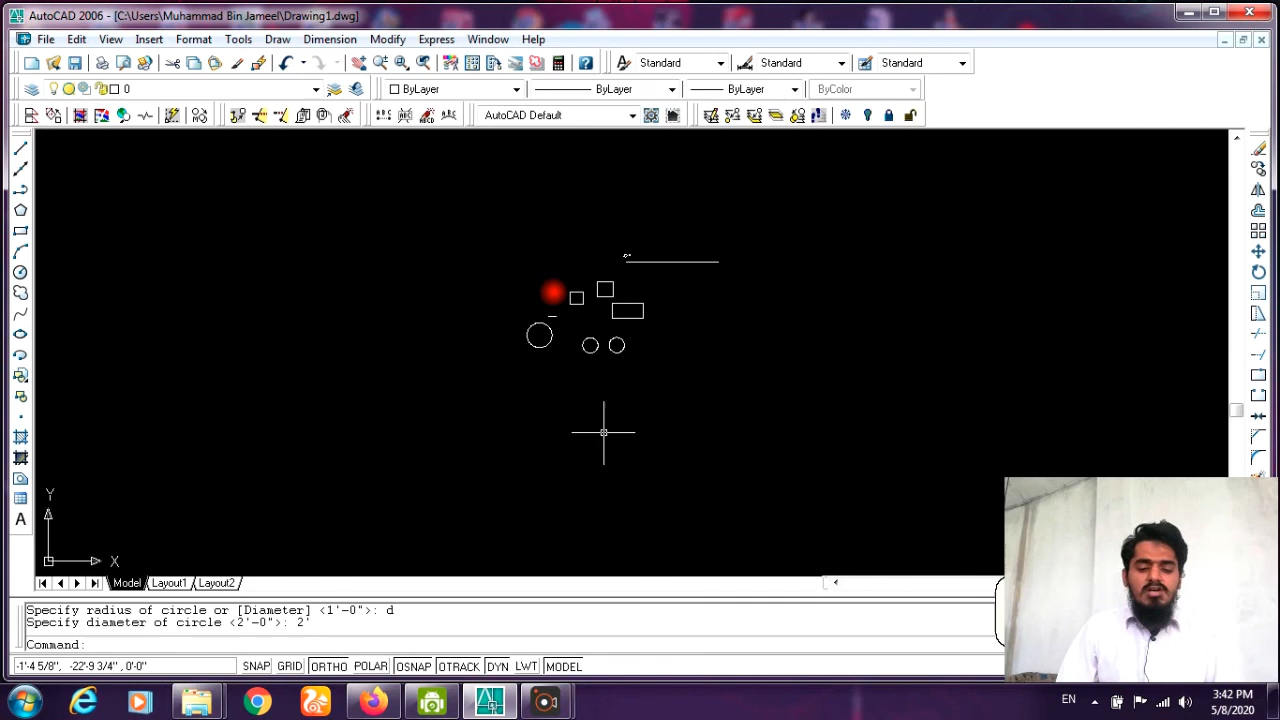 AutoCAD 2006 - [C:\Users\Muhammad Bin Jameel\Drawing1.dwg]
File Edit View Insert Format Tools Draw Dimension Modify Express Window Help
Standard Standard Standard
0 ByLayer ByLayer ByLayer ByColor
AutoCAD Default
Y
X
A
Model Layout1 Layout2
Specify radius of circle or [Diameter] <1'-0">: d
Specify diameter of circle <2'-0">: 2'
Command:
-1'-4 5/8", -22'-9 3/4" , 0'-0" SNAP GRID ORTHO POLAR OSNAP OTRACK DYN LWT MODEL
EN 3:42 PM
5/8/2020